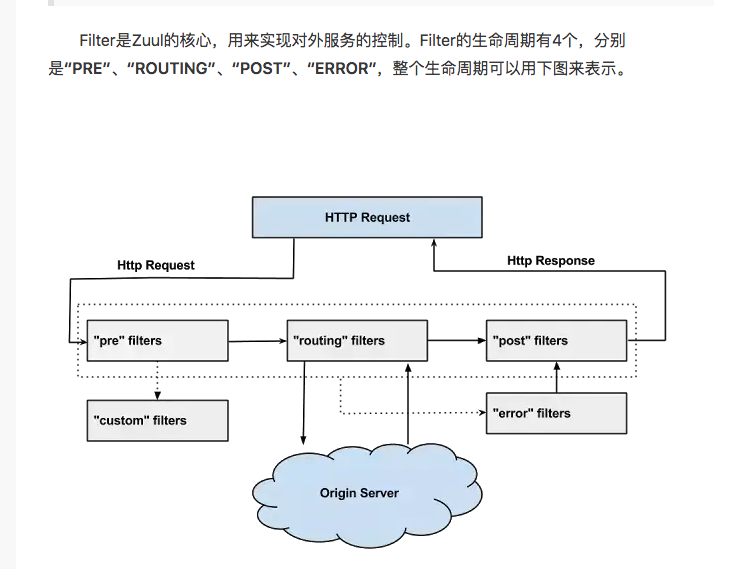 Filter是Zuul的核心，用来实现对外服务的控制。Filter的生命周期有4个，分别
是“PRE”、“ROUTING”、“POST”、“ERROR”，整个生命周期可以用下图来表示。
HTTP Request
Http Request
Http Response
"pre" filters
"routing" filters
"post" filters
"custom" filters
"error" filters
Origin Server